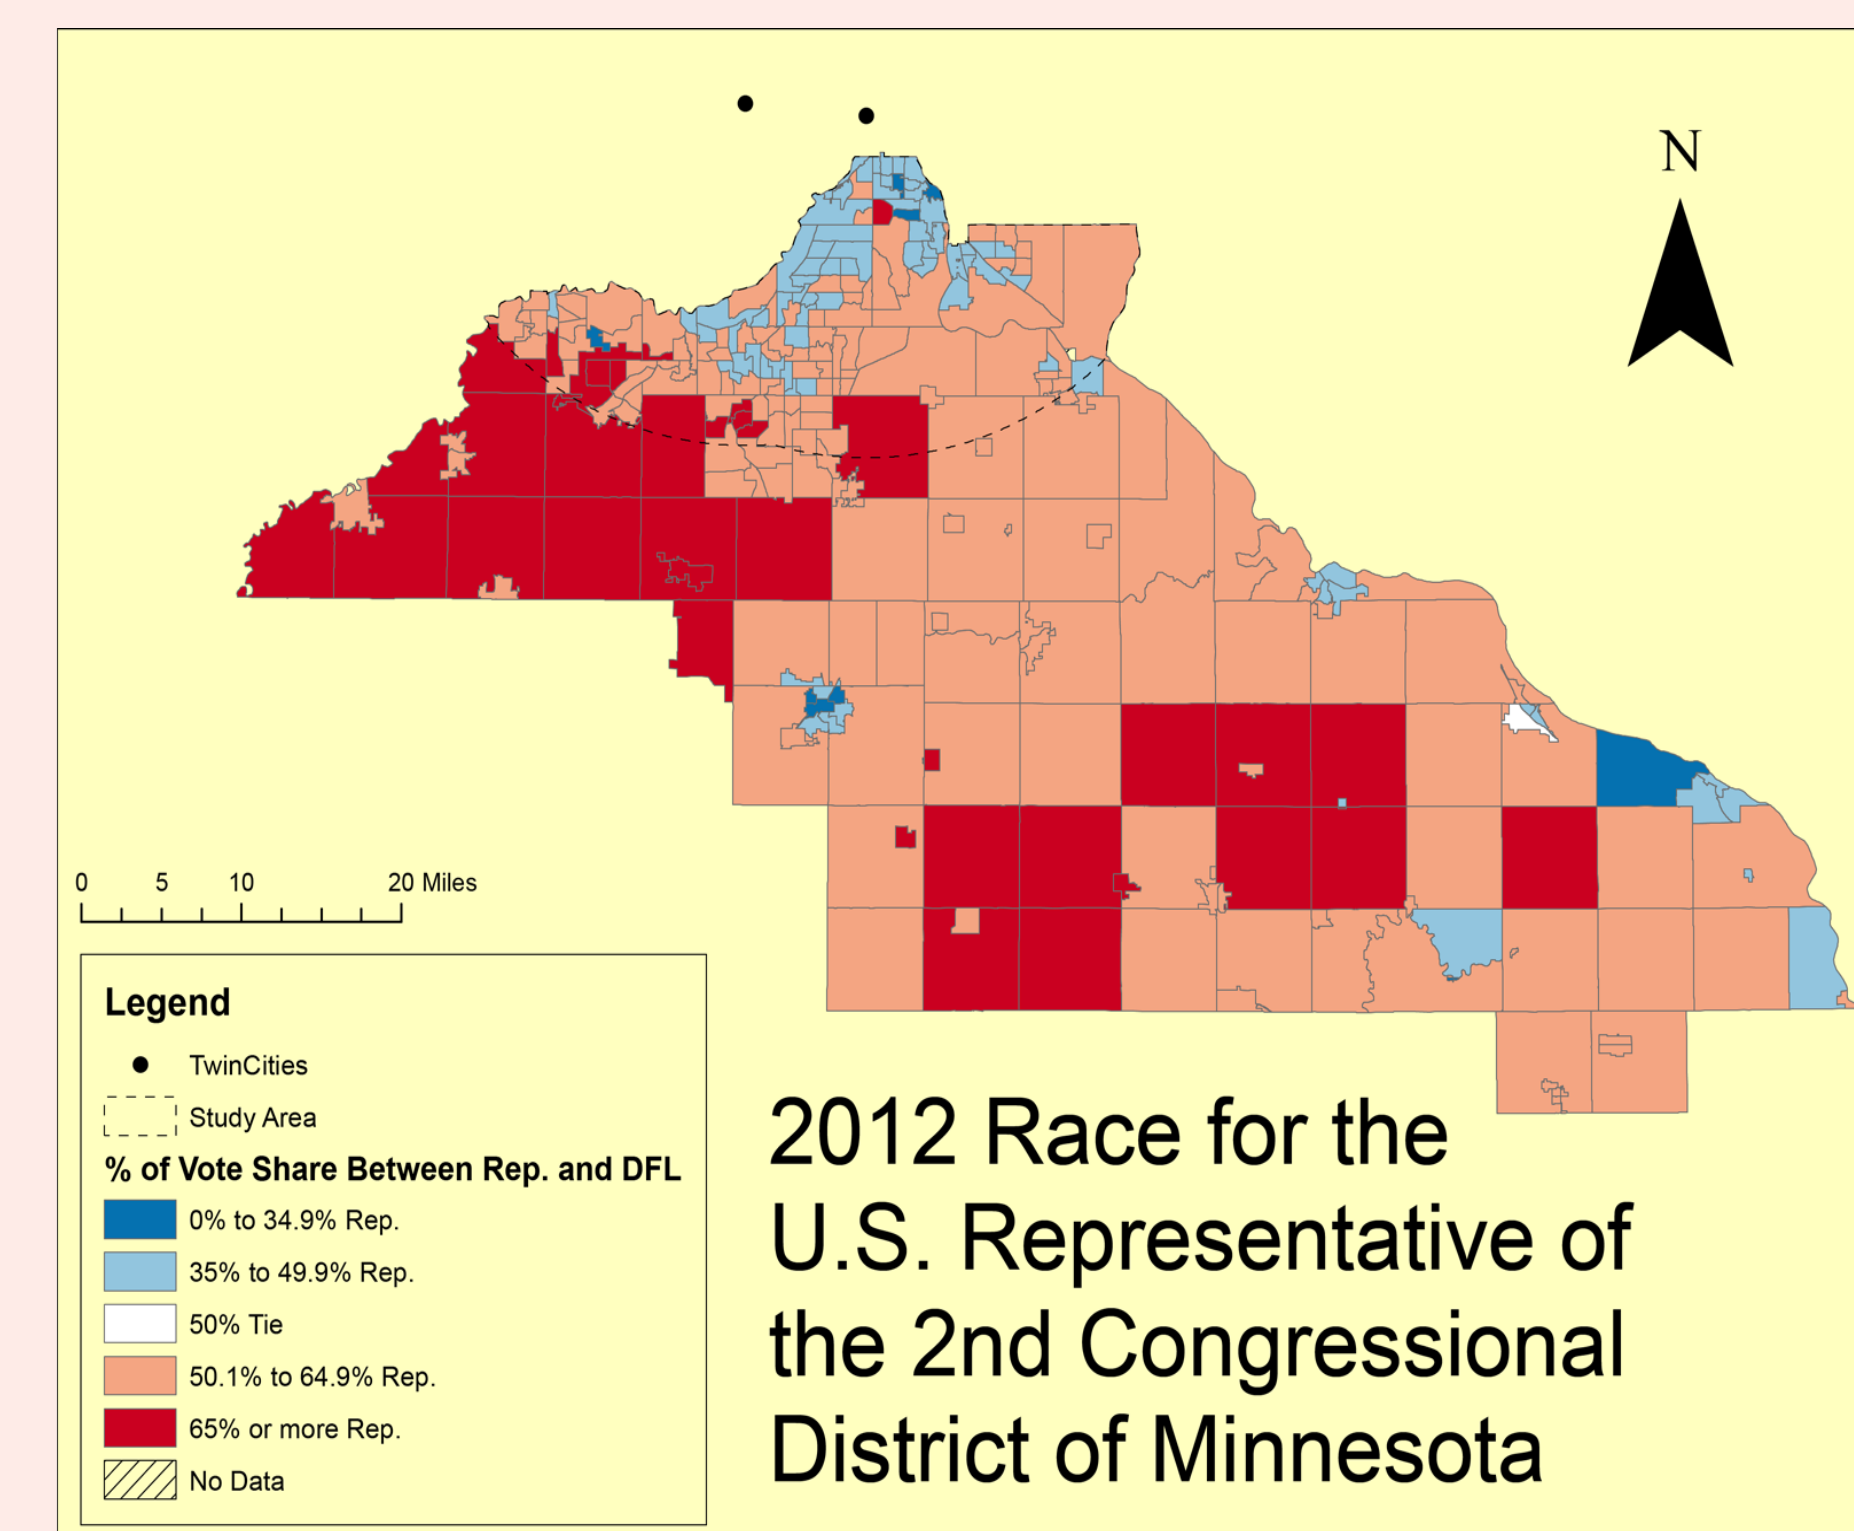 N
0 5 10 20 Miles
Legend
TwinCities
Study Area
% of Vote Share Between Rep. and DFL
0% to 34.9% Rep.
35% to 49.9% Rep.
50% Tie
50.1% to 64.9% Rep.
65% or more Rep.
No Data
2012 Race for the
U.S. Representative of
the 2nd Congressional
District of Minnesota